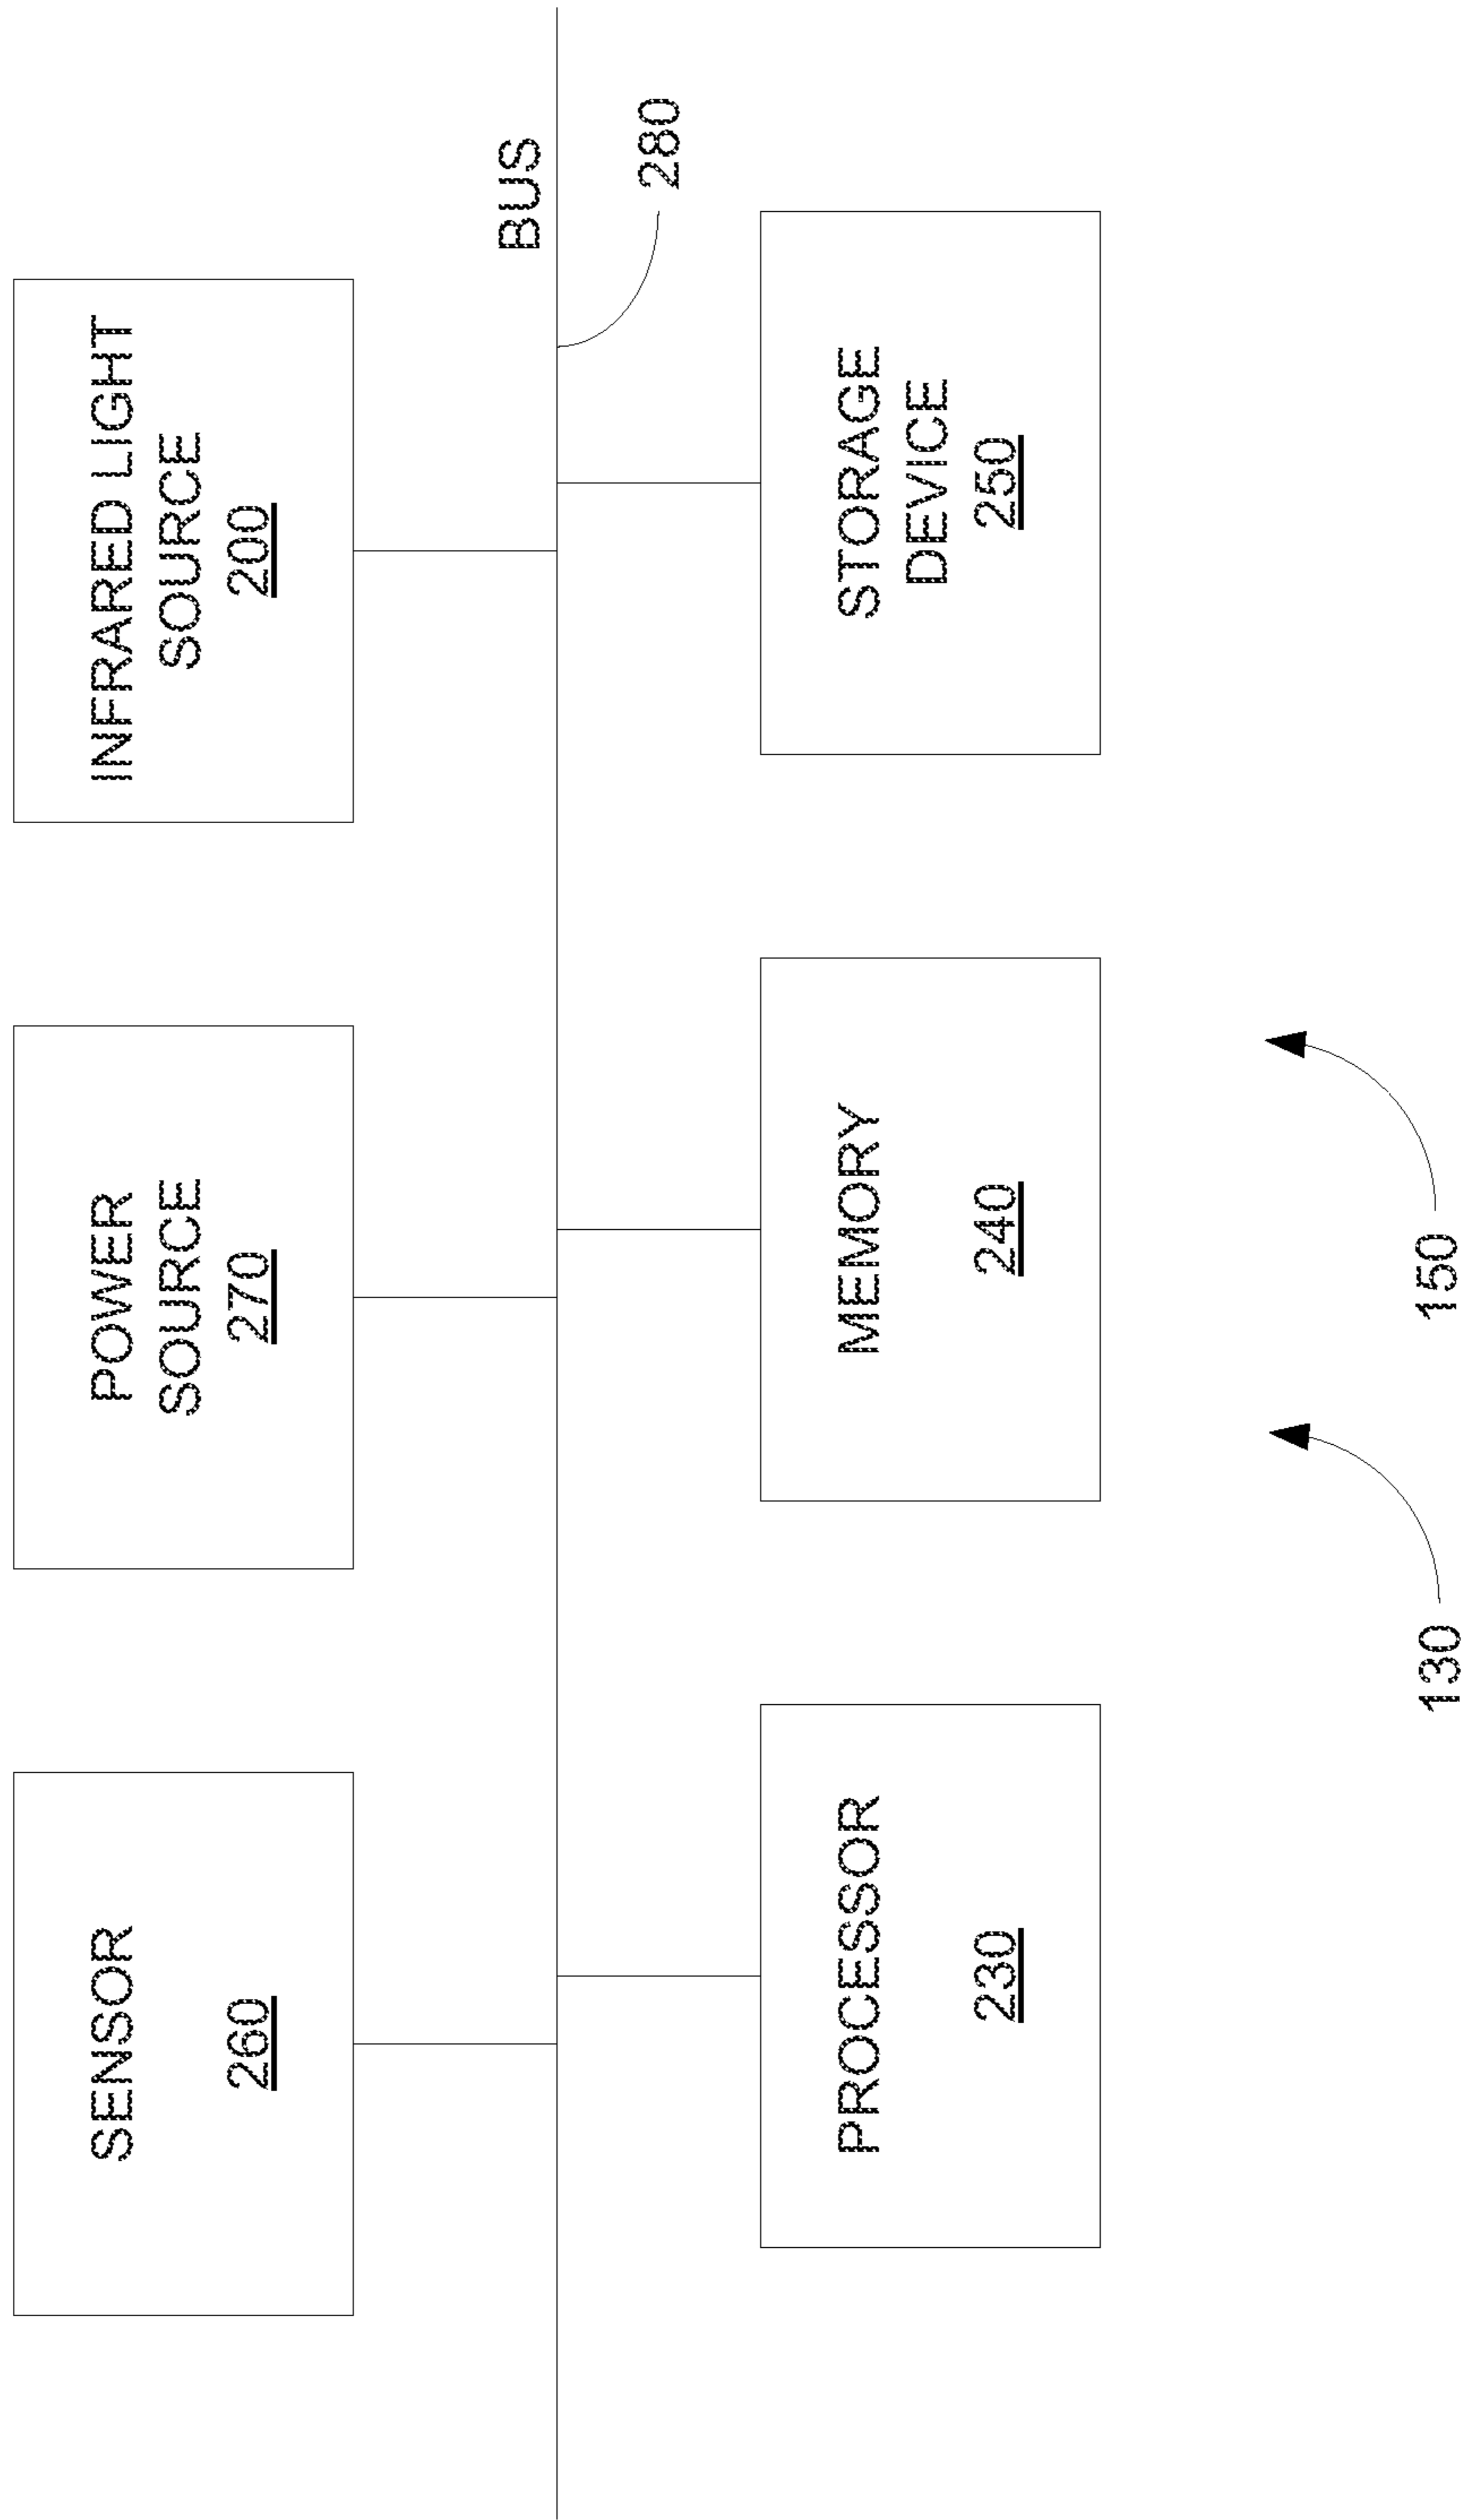 SENSOR
260
POWER
SOURCE
270
INFRARED LIGHT
SOURCE
200
BUS
280
PROCESSOR
230
MEMORY
240
STORAGE
DEVICE
250
130
150